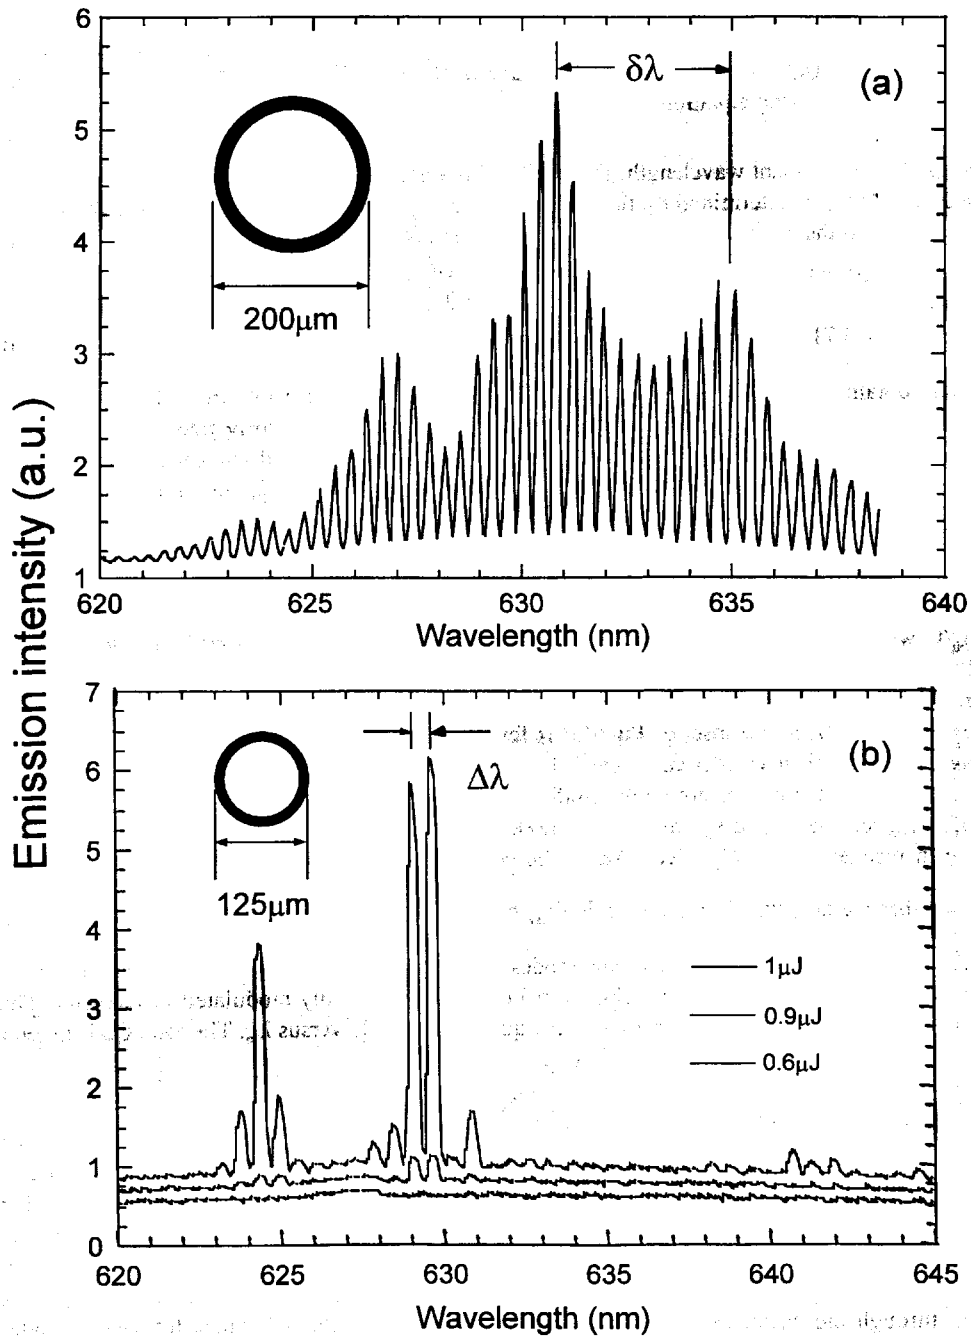 6
5
4
3
2
1
δλ
(a)
200μm
620 625 630 635 640
Wavelength (nm)
Emission intensity (a.u.)
7
6
5
4
3
2
1
0
Δλ
(b)
125μm
1μJ
0.9μJ
0.6μJ
620 625 630 635 640 645
Wavelength (nm)